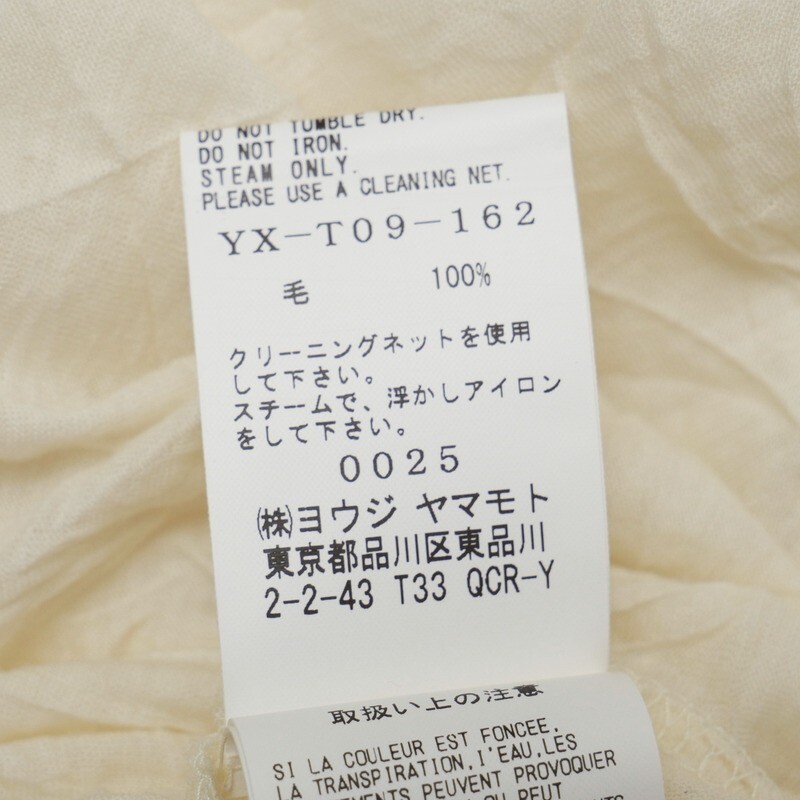 DO NOT TUMBLE DRY.
DO NOT IRON.
STEAM ONLY.
PLEASE USE A CLEANING NET.
YX-T09-162
毛 100%
クリーニングネットを使用
して下さい。
スチームで、浮かしアイロン
をして下さい。
0025
㈱ヨウジ ヤマモト
東京都品川区東品川
2-2-43 T33 QCR-Y
取扱い上の注意
SI LA COULEUR EST FONCEE,
LA TRANSPIRATION,l'EAU,LES
PEUVENT PROVOQUER
OU PEUT